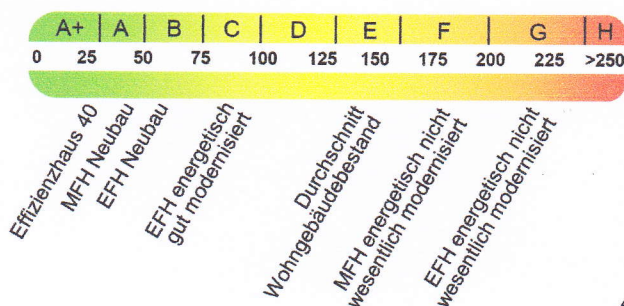 A+ A B C D E F G H
0 25 50 75 100 125 150 175 200 225 >250
Effizienzhaus 40
MFH Neubau
EFH Neubau
EFH energetisch
gut modernisiert
Durchschnitt
Wohngebäudebestand
MFH energetisch nicht
wesentlich modernisiert
EFH energetisch nicht
wesentlich modernisiert